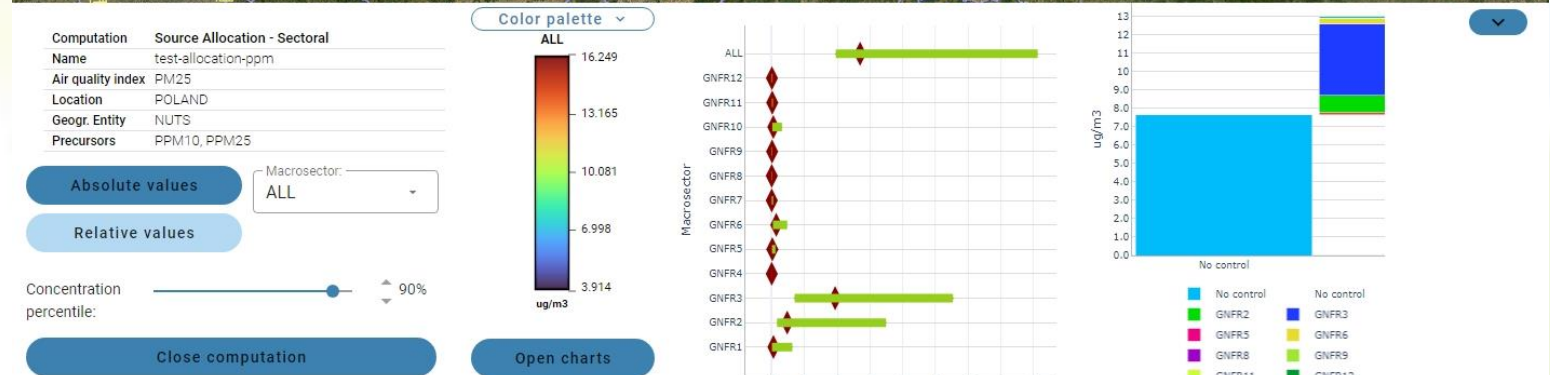 Computation Source Allocation - Sectoral
Name test-allocation-ppm
Air quality index PM25
Location POLAND
Geogr. Entity NUTS
Precursors PPM10, PPM25
Absolute values
Macrosector:
ALL
Relative values
Concentration
percentile:
90%
Close computation
Color palette
ALL
16.249
13.165
10.081
6.998
3.914
ug/m3
Open charts
Macrosector
ALL
GNFR12
GNFR11
GNFR10
GNFR9
GNFR8
GNFR7
GNFR6
GNFR5
GNFR4
GNFR3
GNFR2
GNFR1
ug/m3
13
12
11
10
9.0
8.0
7.0
6.0
5.0
4.0
3.0
2.0
1.0
0.0
No control
No control No control
GNFR2 GNFR3
GNFR5 GNFR6
GNFR8 GNFR9
GNFR11 GNFR12